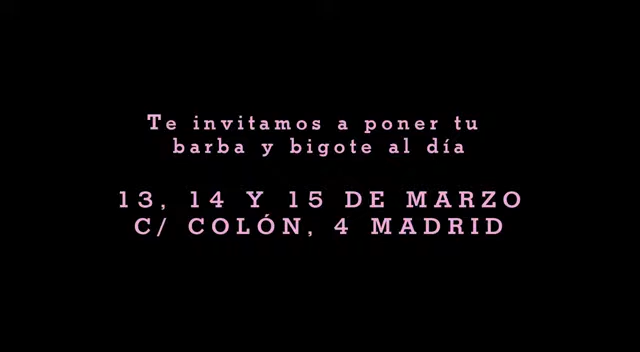 Te invitamos a poner tu
barba y bigote al día
13, 14 Y 15 DE MARZO
C/ COLÓN, 4 MADRID